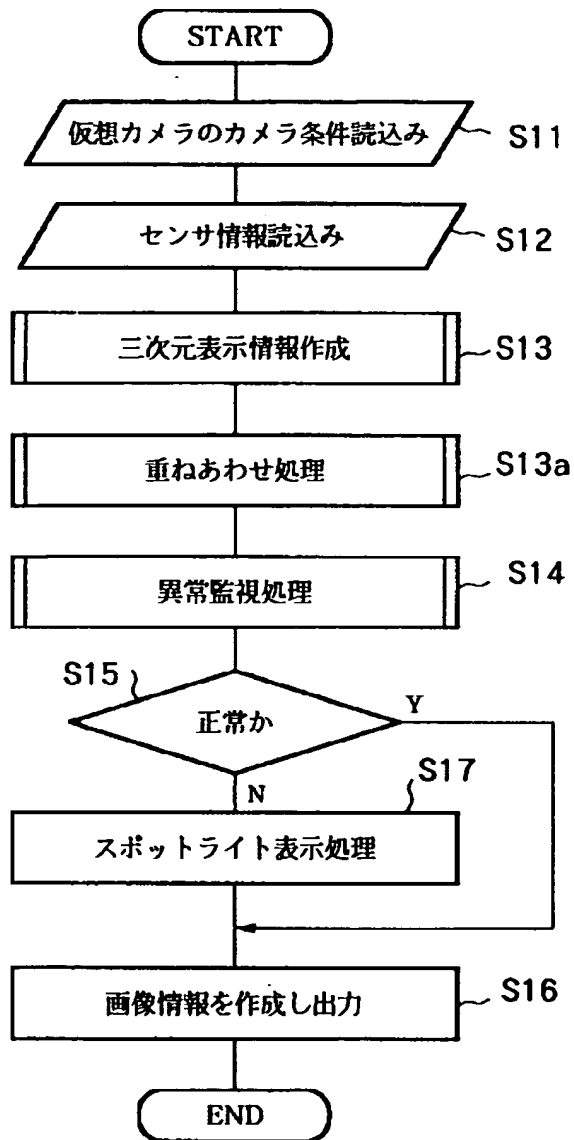 START
仮想カメラのカメラ条件読込み
S11
センサ情報読込み
S12
三次元表示情報作成
S13
重ねあわせ処理
S13a
異常監視処理
S14
S15
正常か
Y
N
S17
スポットライト表示処理
画像情報を作成し出力
S16
END